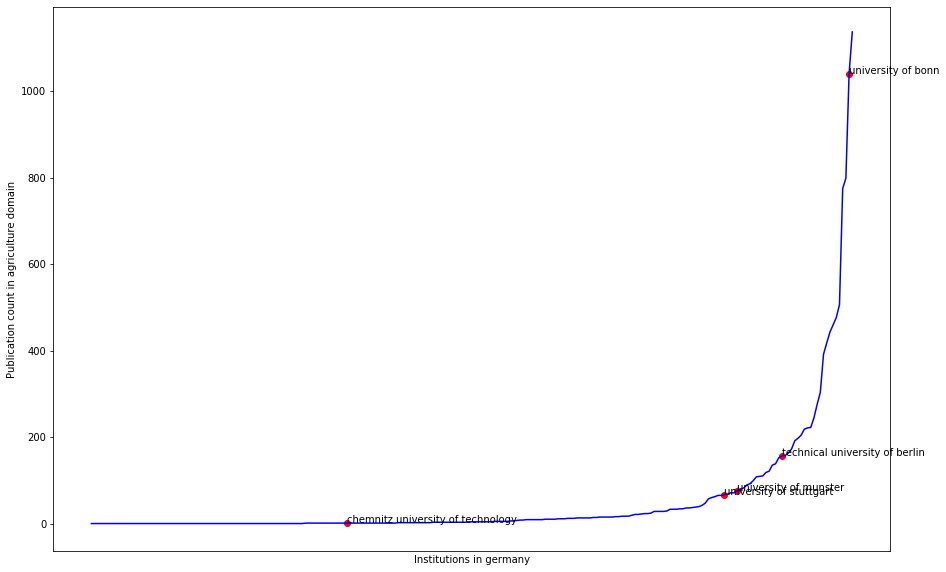 1000
800
600
400
200
0
Publication count in agriculture domain
university of bonn
technical university of berlin
university of munster
university of stuttgart
chemnitz university of technology
Institutions in germany